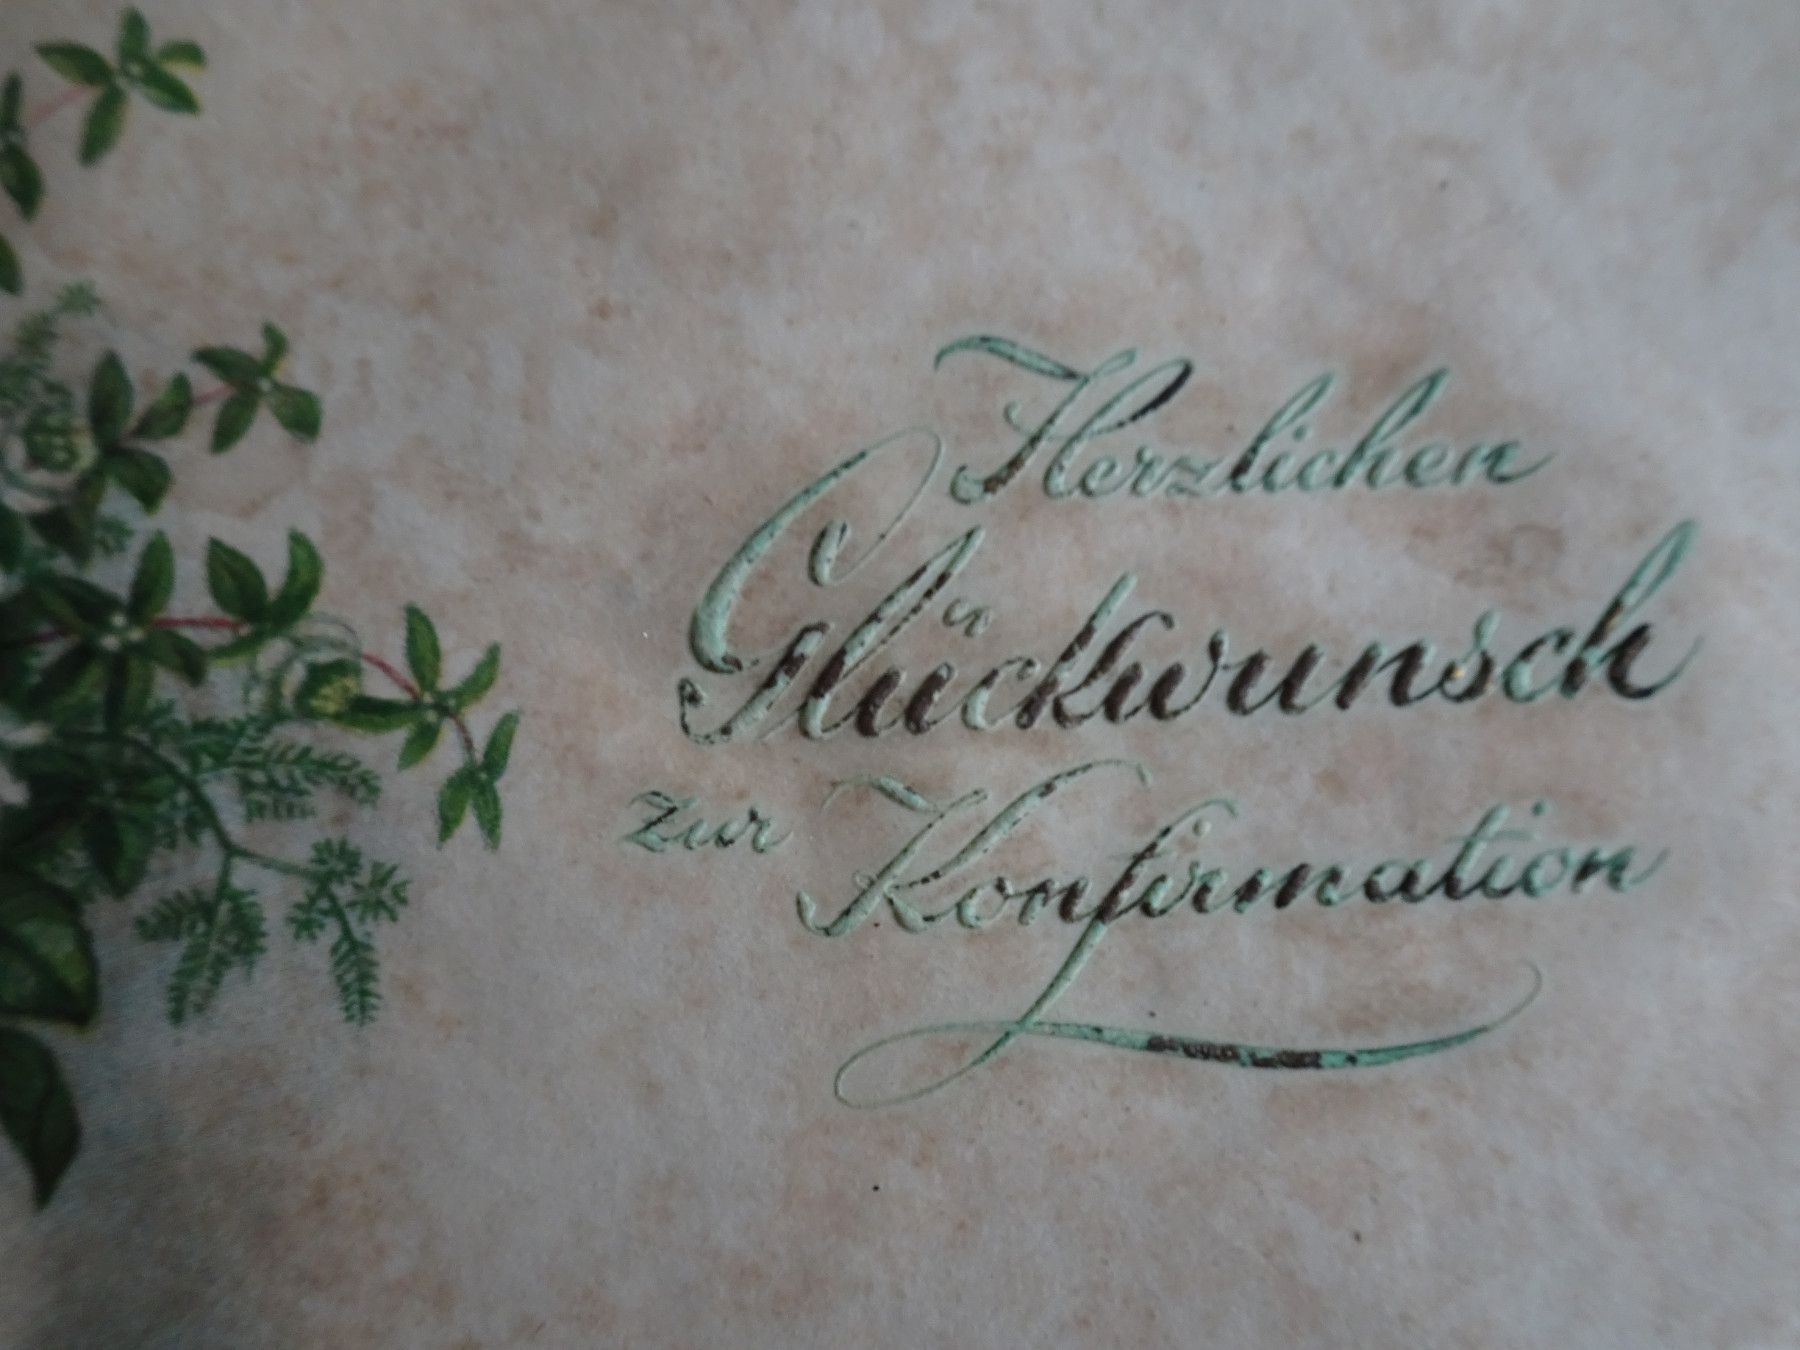 Herzlichen
Glückwunsch
zur Konfirmation